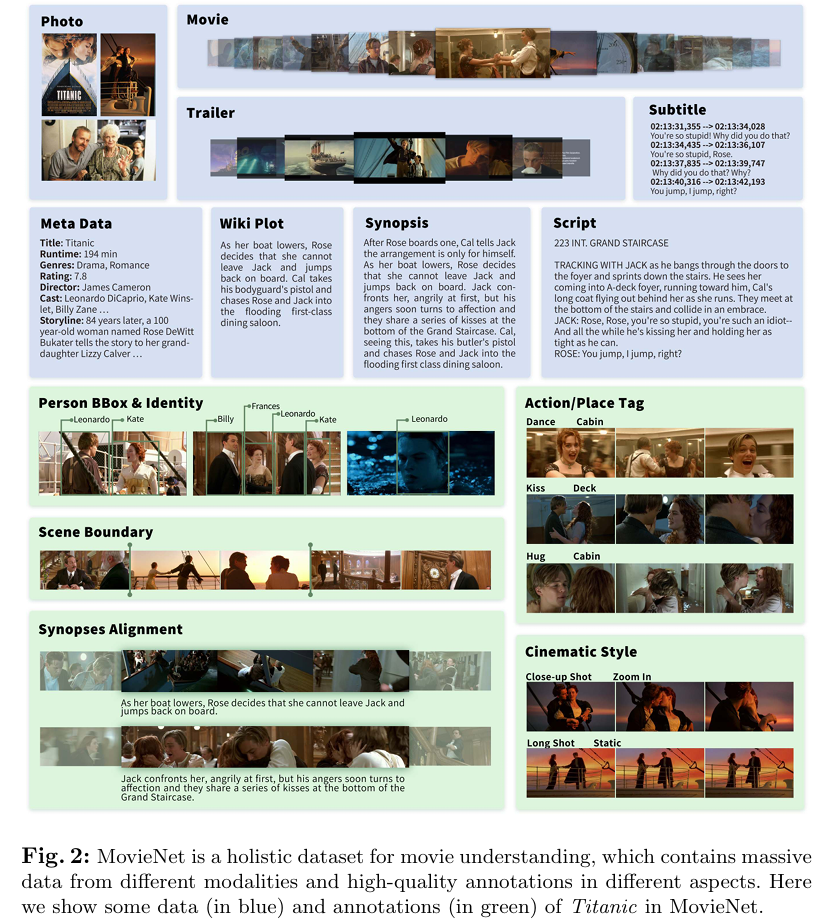 Photo
TITANIC
Movie
Trailer
Subtitle
02:13:31,355 --> 02:13:34,028
You're so stupid! Why did you do that?
02:13:34,435 --> 02:13:36,107
You're so stupid, Rose.
02:13:37,835 --> 02:13:39,747
Why did you do that? Why?
02:13:40,316 --> 02:13:42,193
You jump, I jump, right?
Meta Data
Title: Titanic
Runtime: 194 min
Genres: Drama, Romance
Rating: 7.8
Director: James Cameron
Cast: Leonardo DiCaprio, Kate Wins-
let, Billy Zane ...
Storyline: 84 years later, a 100
year-old woman named Rose DeWitt
Bukater tells the story to her grand-
daughter Lizzy Calver ...
Wiki Plot
As her boat lowers, Rose
decides that she cannot
leave Jack and jumps
back on board. Cal takes
his bodyguard's pistol and
chases Rose and Jack into
the flooding first-class
dining saloon.
Synopsis
After Rose boards one, Cal tells Jack
the arrangement is only for himself.
As her boat lowers, Rose decides
that she cannot leave Jack and
jumps back on board. Jack con-
fronts her, angrily at first, but his
angers soon turns to affection and
they share a series of kisses at the
bottom of the Grand Staircase. Cal,
seeing this, takes his butler's pistol
and chases Rose and Jack into the
flooding first class dining saloon.
Script
223 INT. GRAND STAIRCASE
TRACKING WITH JACK as he bangs through the doors to
the foyer and sprints down the stairs. He sees her
coming into A-deck foyer, running toward him, Cal's
long coat flying out behind her as she runs. They meet at
the bottom of the stairs and collide in an embrace.
JACK: Rose, Rose, you're so stupid, you're such an idiot--
And all the while he's kissing her and holding her as
tight as he can.
ROSE: You jump, I jump, right?
Person BBox & Identity
Leonardo Kate
Billy Frances Leonardo Kate
Leonardo
Scene Boundary
Synopses Alignment
As her boat lowers, Rose decides that she cannot leave Jack and
jumps back on board.
Jack confronts her, angrily at first, but his angers soon turns to
affection and they share a series of kisses at the bottom of the
Grand Staircase.
Action/Place Tag
Dance Cabin
Kiss Deck
Hug Cabin
Cinematic Style
Close-up Shot Zoom In
Long Shot Static
Fig. 2: MovieNet is a holistic dataset for movie understanding, which contains massive
data from different modalities and high-quality annotations in different aspects. Here
we show some data (in blue) and annotations (in green) of Titanic in MovieNet.